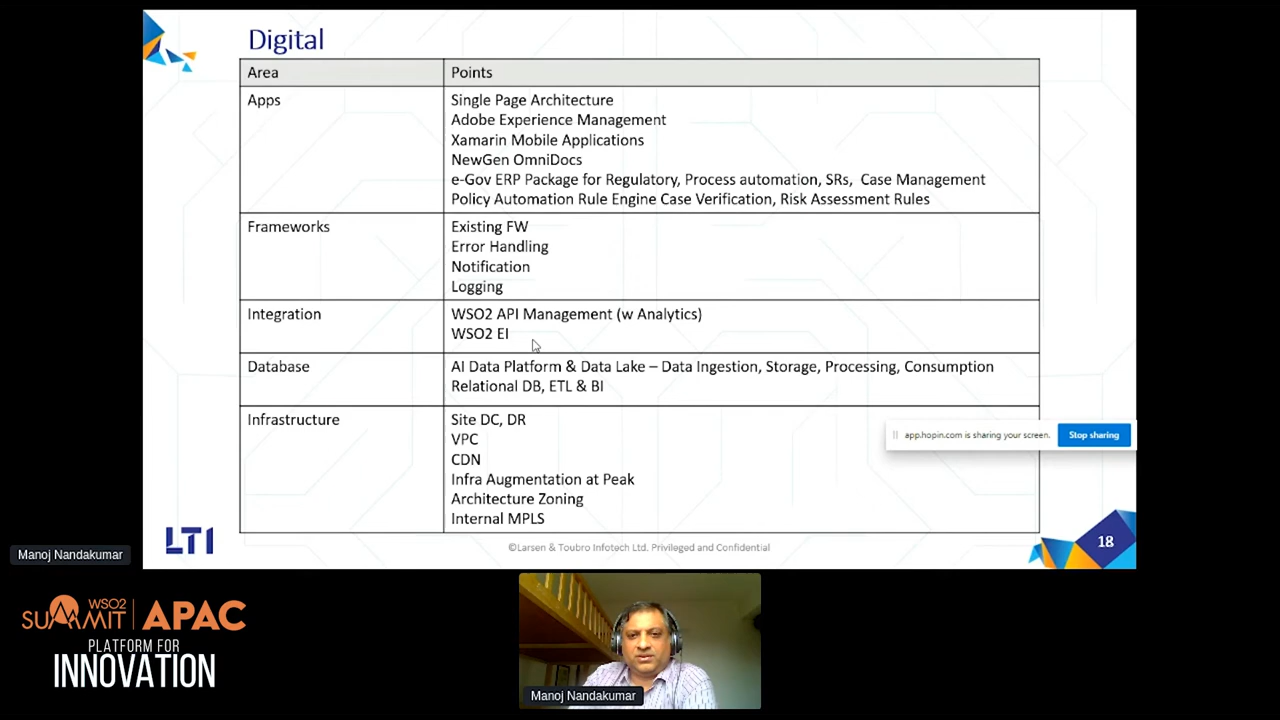 Digital
Area
Points
Apps
Single Page Architecture
Adobe Experience Management
Xamarin Mobile Applications
NewGen OmniDocs
e-Gov ERP Package for Regulatory, Process automation, SRs, Case Management
Policy Automation Rule Engine Case Verification, Risk Assessment Rules
Frameworks
Existing FW
Error Handling
Notification
Logging
Integration
WSO2 API Management (w Analytics)
WSO2 EI
Database
AI Data Platform & Data Lake – Data Ingestion, Storage, Processing, Consumption
Relational DB, ETL & BI
Infrastructure
Site DC, DR
VPC
CDN
Infra Augmentation at Peak
Architecture Zoning
Internal MPLS
app.hopin.com is sharing your screen.
Stop sharing
LTI
©Larsen & Toubro Infotech Ltd. Privileged and Confidential
18
Manoj Nandakumar
WSO2
SUMMIT APAC
PLATFORM FOR
INNOVATION
Manoj Nandakumar